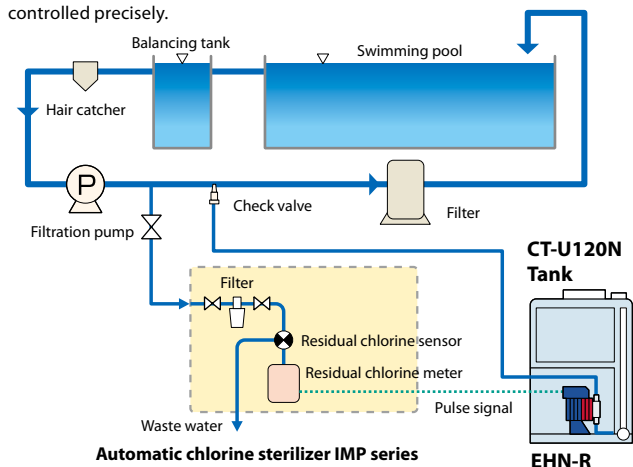 controlled precisely.
Balancing tank
Swimming pool
Hair catcher
P
Check valve
Filter
Filtration pump
CT-U120N
Tank
Filter
Residual chlorine sensor
Residual chlorine meter
Pulse signal
Waste water
Automatic chlorine sterilizer IMP series
EHN-R